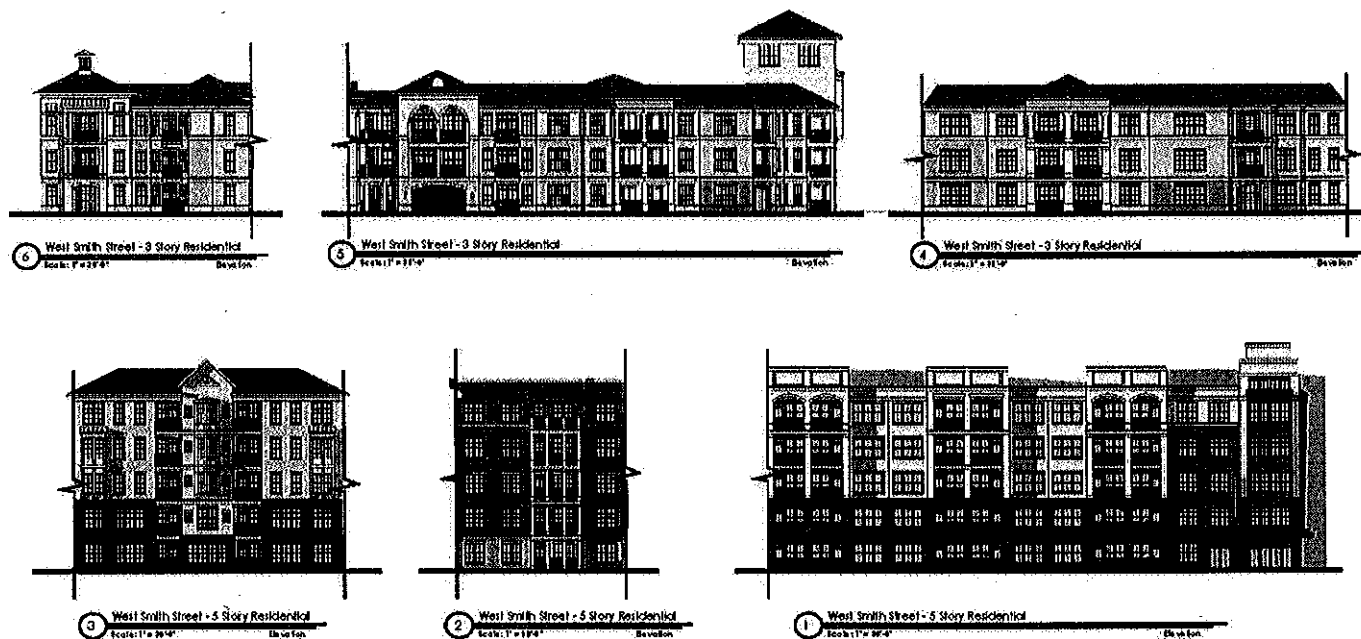 6 West Smith Street - 3 Story Residential
Elevation
5 West Smith Street - 3 Story Residential
Elevation
4 West Smith Street - 3 Story Residential
Elevation
3 West Smith Street - 5 Story Residential
Elevation
2 West Smith Street - 5 Story Residential
Elevation
1 West Smith Street - 5 Story Residential
Elevation